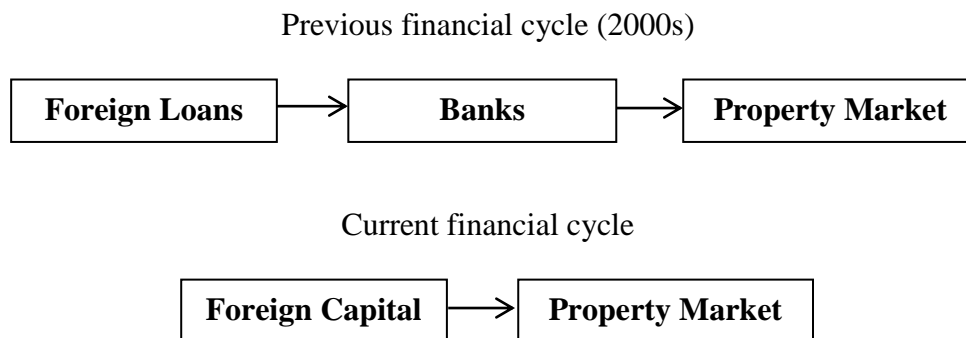 Previous financial cycle (2000s)
Foreign Loans Banks Property Market
Current financial cycle
Foreign Capital Property Market